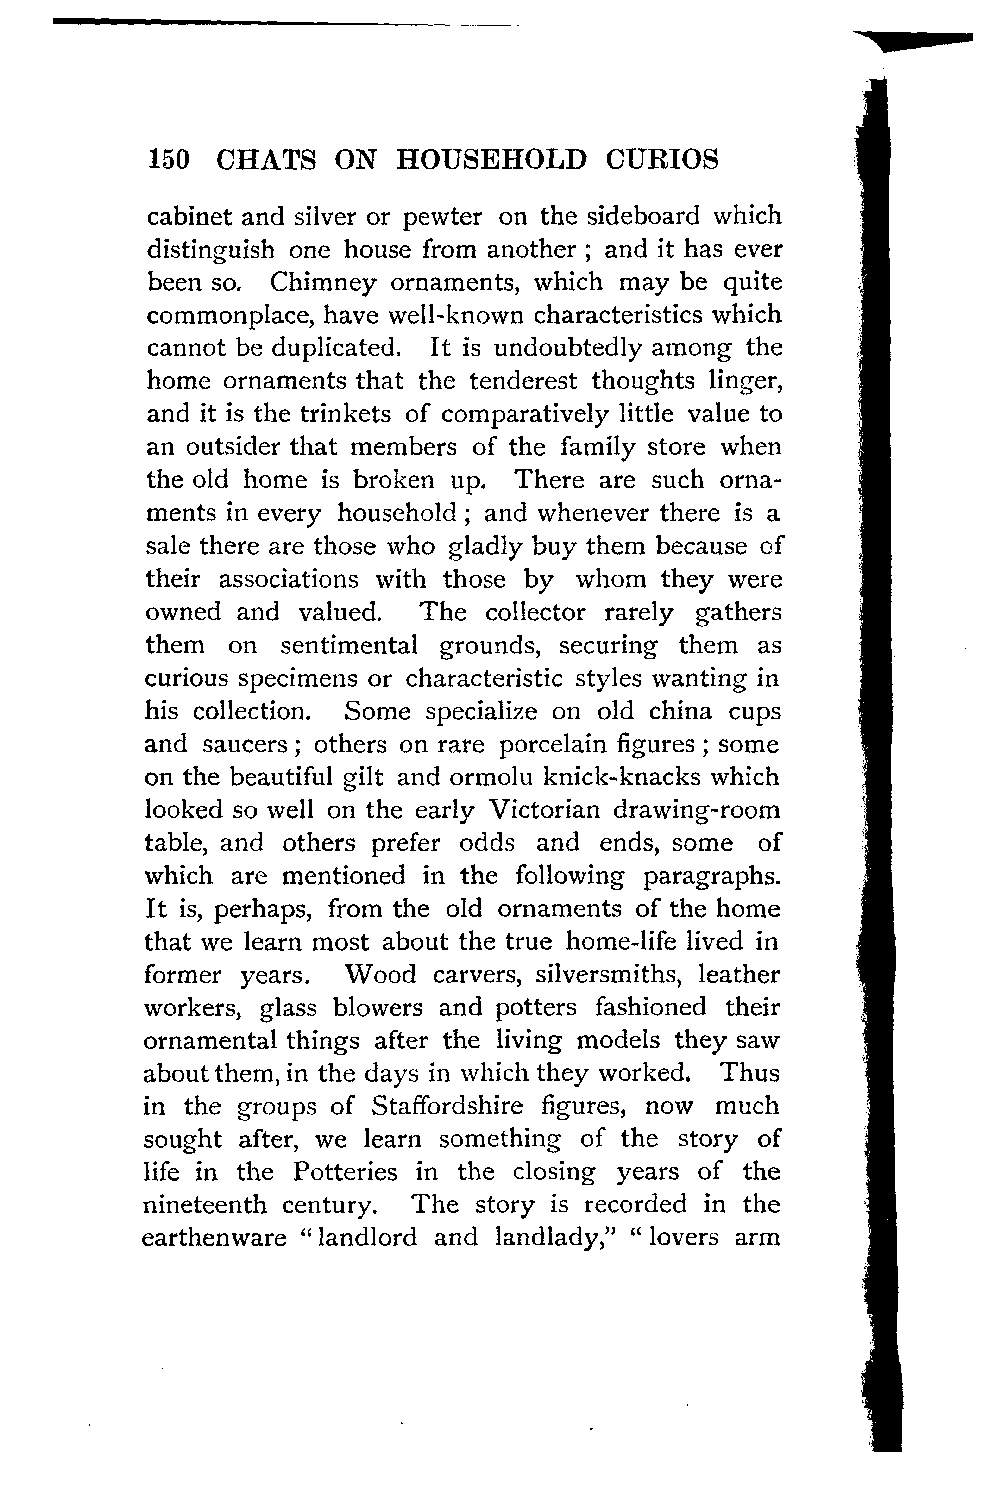 150 CHATS ON HOUSEHOLD CURIOS
cabinet and silver or pewter on the sideboard which
distinguish one house from another ; and it has ever
been so. Chimney ornaments, which may be quite
commonplace, have well-known characteristics which
cannot be duplicated. It is undoubtedly among the
home ornaments that the tenderest thoughts linger,
and it is the trinkets of comparatively little value to
an outsider that members of the family store when
the old home is broken up. There are such orna-
ments in every household ; and whenever there is a
sale there are those who gladly buy them because of
their associations with those by whom they were
owned and valued. The collector rarely gathers
them on sentimental grounds, securing them as
curious specimens or characteristic styles wanting in
his collection. Some specialize on old china cups
and saucers ; others on rare porcelain figures ; some
on the beautiful gilt and ormolu knick-knacks which
looked so well on the early Victorian drawing-room
table, and others prefer odds and ends, some of
which are mentioned in the following paragraphs.
It is, perhaps, from the old ornaments of the home
that we learn most about the true home-life lived in
former years. Wood carvers, silversmiths, leather
workers, glass blowers and potters fashioned their
ornamental things after the living models they saw
about them, in the days in which they worked. Thus
in the groups of Staffordshire figures, now much
sought after, we learn something of the story of
life in the Potteries in the closing years of the
nineteenth century. The story is recorded in the
earthenware “landlord and landlady,” “lovers arm